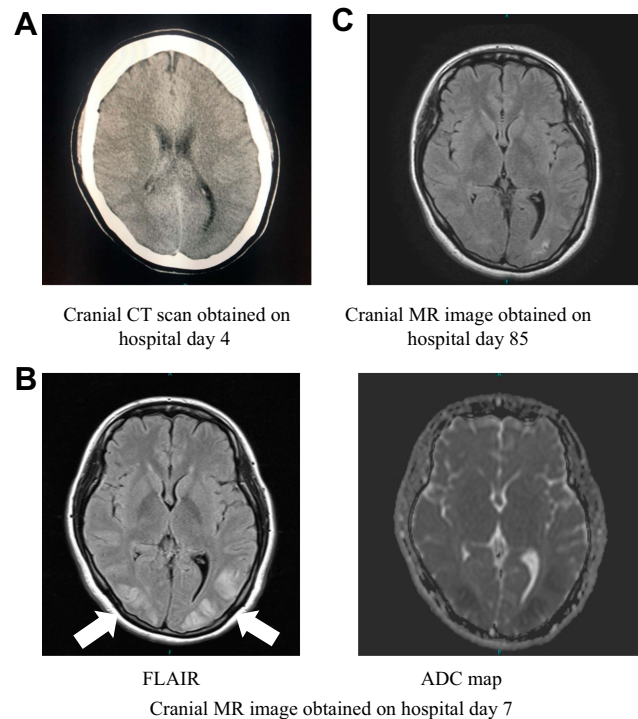 A
C
Cranial CT scan obtained on
hospital day 4
Cranial MR image obtained on
hospital day 85
B
FLAIR
ADC map
Cranial MR image obtained on hospital day 7